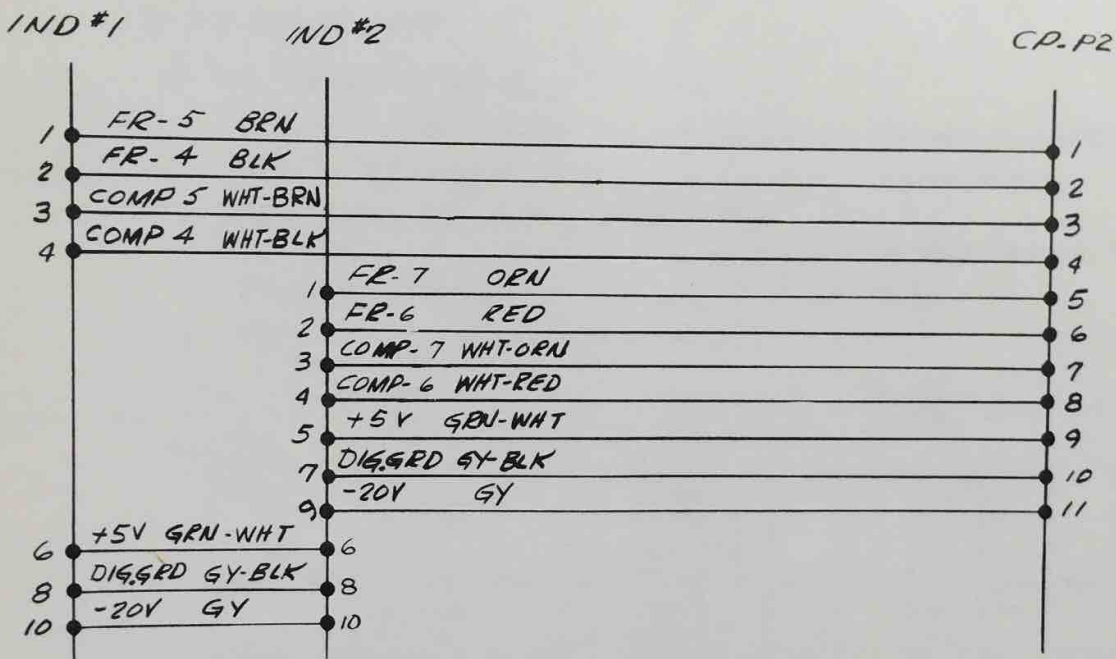 IND #1 IND #2 CP-P2
1 FR-5 BRN 1
2 FR-4 BLK 2
3 COMP 5 WHT-BRN 3
4 COMP 4 WHT-BLK 4
1 FR-7 ORN 5
2 FR-6 RED 6
3 COMP-7 WHT-ORN 7
4 COMP-6 WHT-RED 8
5 +5V GRN-WHT 9
7 DIG.GRD GY-BLK 10
9 -20V GY 11
6 +5V GRN-WHT 6
8 DIG.GRD GY-BLK 8
10 -20V GY 10